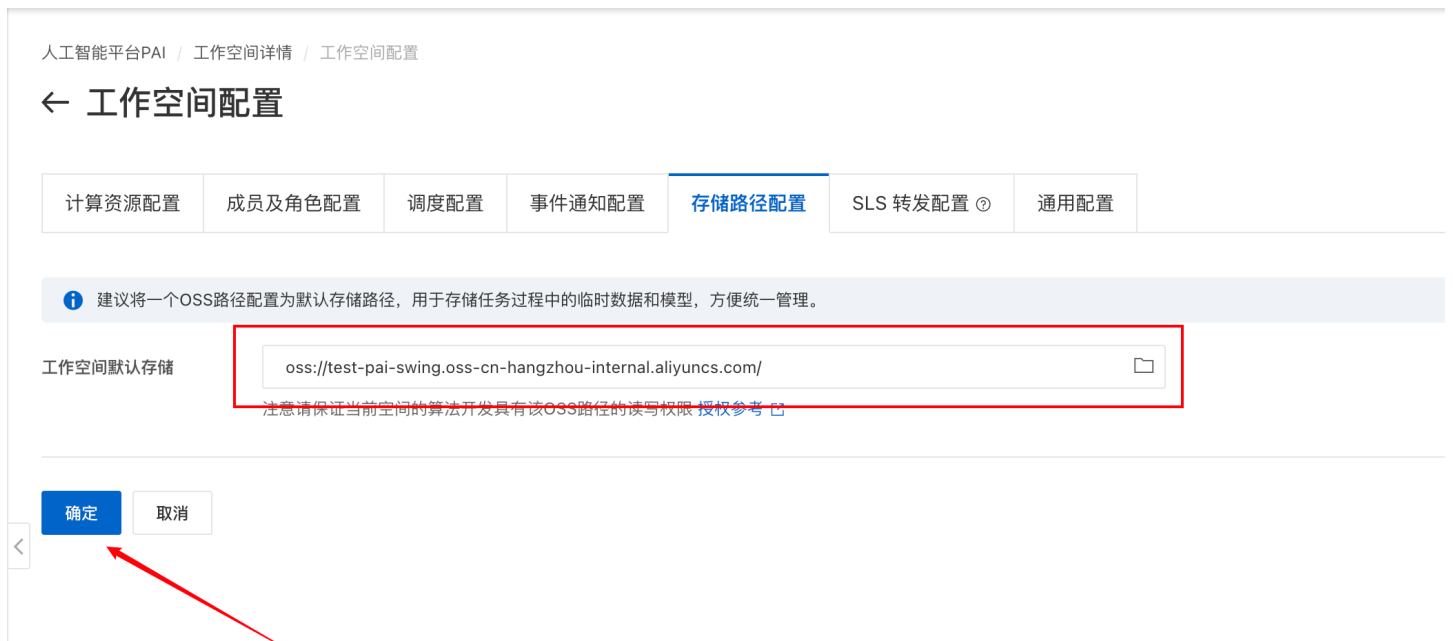 人工智能平台PAI / 工作空间详情 / 工作空间配置
← 工作空间配置
计算资源配置 成员及角色配置 调度配置 事件通知配置 存储路径配置 SLS 转发配置 通用配置
建议将一个OSS路径配置为默认存储路径，用于存储任务过程中的临时数据和模型，方便统一管理。
工作空间默认存储 oss://test-pai-swing.oss-cn-hangzhou-internal.aliyuncs.com/
注意请保证当前空间的算法开发具有该OSS路径的读写权限 授权参考
确定 取消